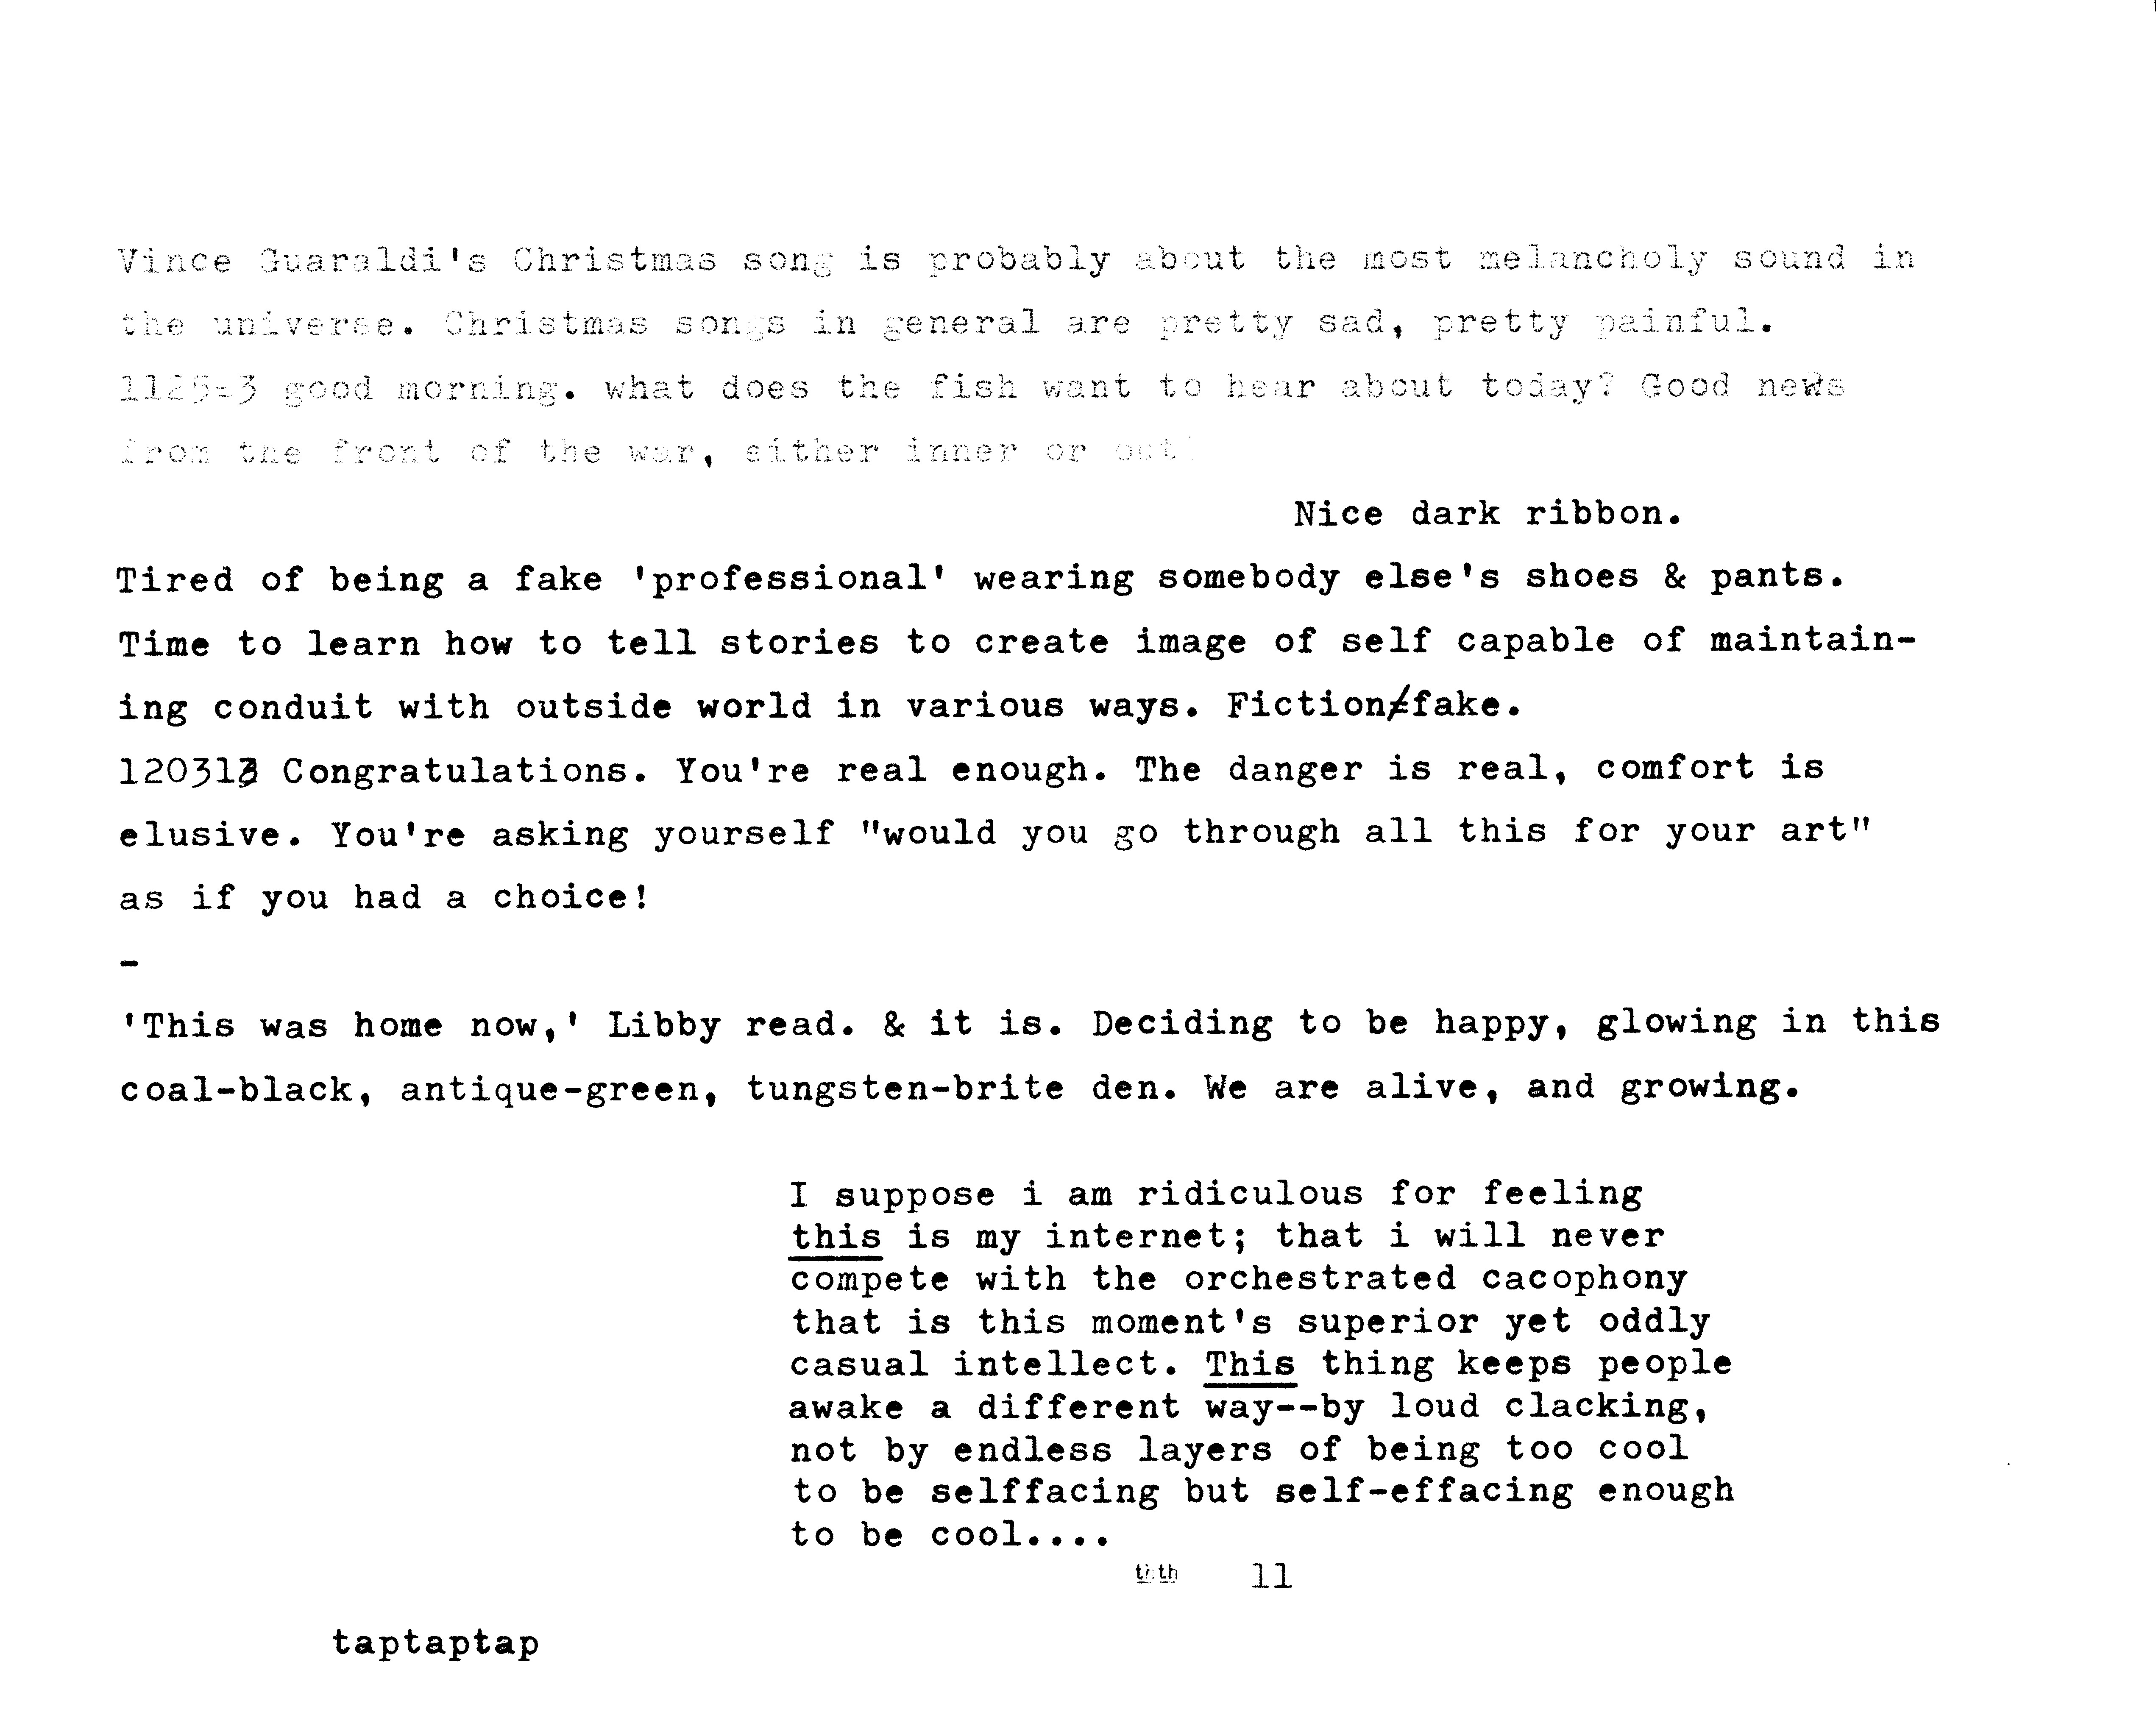 Vince Guaraldi's Christmas song is probably about the most melancholy sound in
the universe. Christmas songs in general are pretty sad, pretty painful.
1125=3 good morning. what does the fish want to hear about today? Good news
from the front of the war, either inner or
Nice dark ribbon.
Tired of being a fake 'professional' wearing somebody else's shoes & pants.
Time to learn how to tell stories to create image of self capable of maintain-
ing conduit with outside world in various ways. Fiction≠fake.
120313 Congratulations. You're real enough. The danger is real, comfort is
elusive. You're asking yourself "would you go through all this for your art"
as if you had a choice!
-
'This was home now,' Libby read. & it is. Deciding to be happy, glowing in this
coal-black, antique-green, tungsten-brite den. We are alive, and growing.
I suppose i am ridiculous for feeling
this is my internet; that i will never
compete with the orchestrated cacophony
that is this moment's superior yet oddly
casual intellect. This thing keeps people
awake a different way--by loud clacking,
not by endless layers of being too cool
to be selffacing but self-effacing enough
to be cool....
11
taptaptap